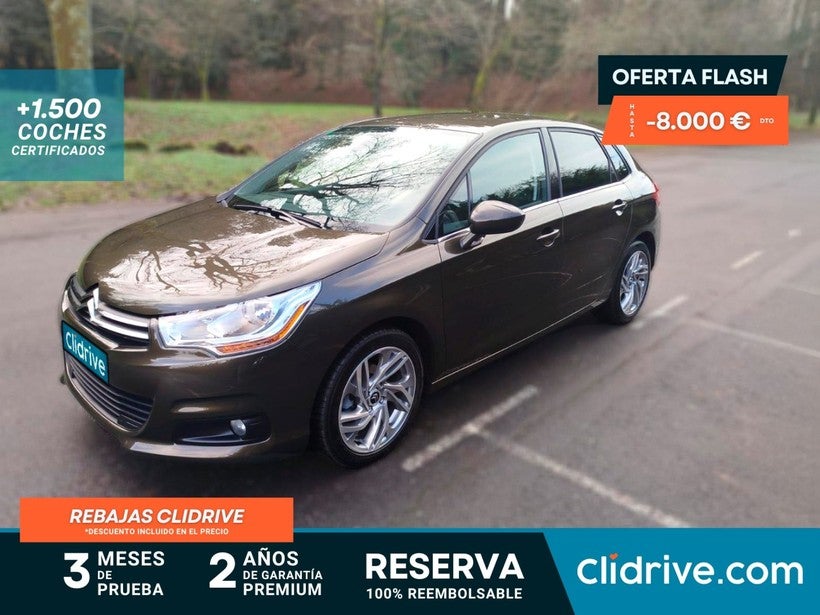 +1.500
COCHES
CERTIFICADOS
OFERTA FLASH
HASTA
-8.000 € DTO.
Clidrive
REBAJAS CLIDRIVE
*DESCUENTO INCLUIDO EN EL PRECIO
3 MESES DE PRUEBA
2 AÑOS DE GARANTÍA PREMIUM
RESERVA
100% REEMBOLSABLE
Clidrive.com